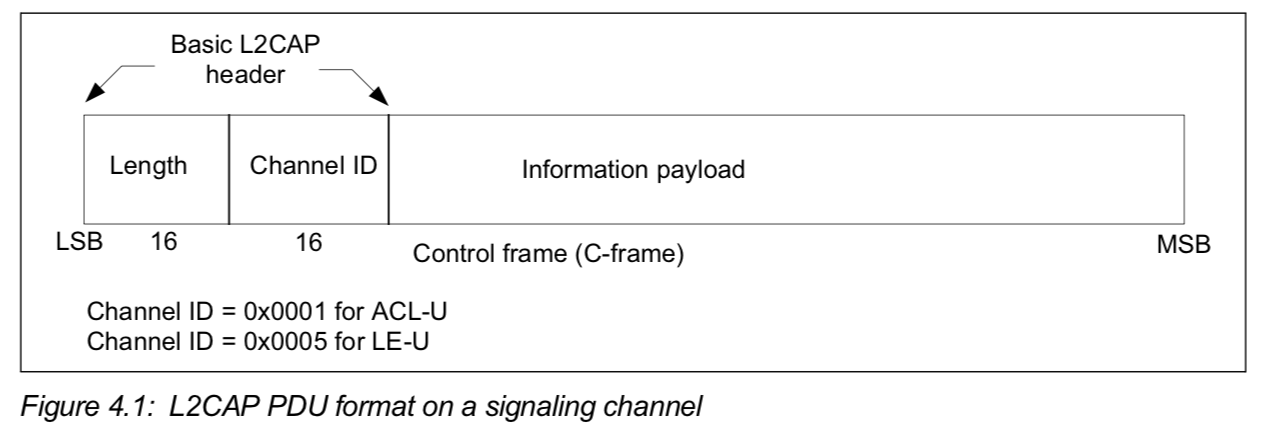 Basic L2CAP
header
Length
Channel ID
Information payload
LSB
16
16
Control frame (C-frame)
MSB
Channel ID = 0x0001 for ACL-U
Channel ID = 0x0005 for LE-U
Figure 4.1: L2CAP PDU format on a signaling channel